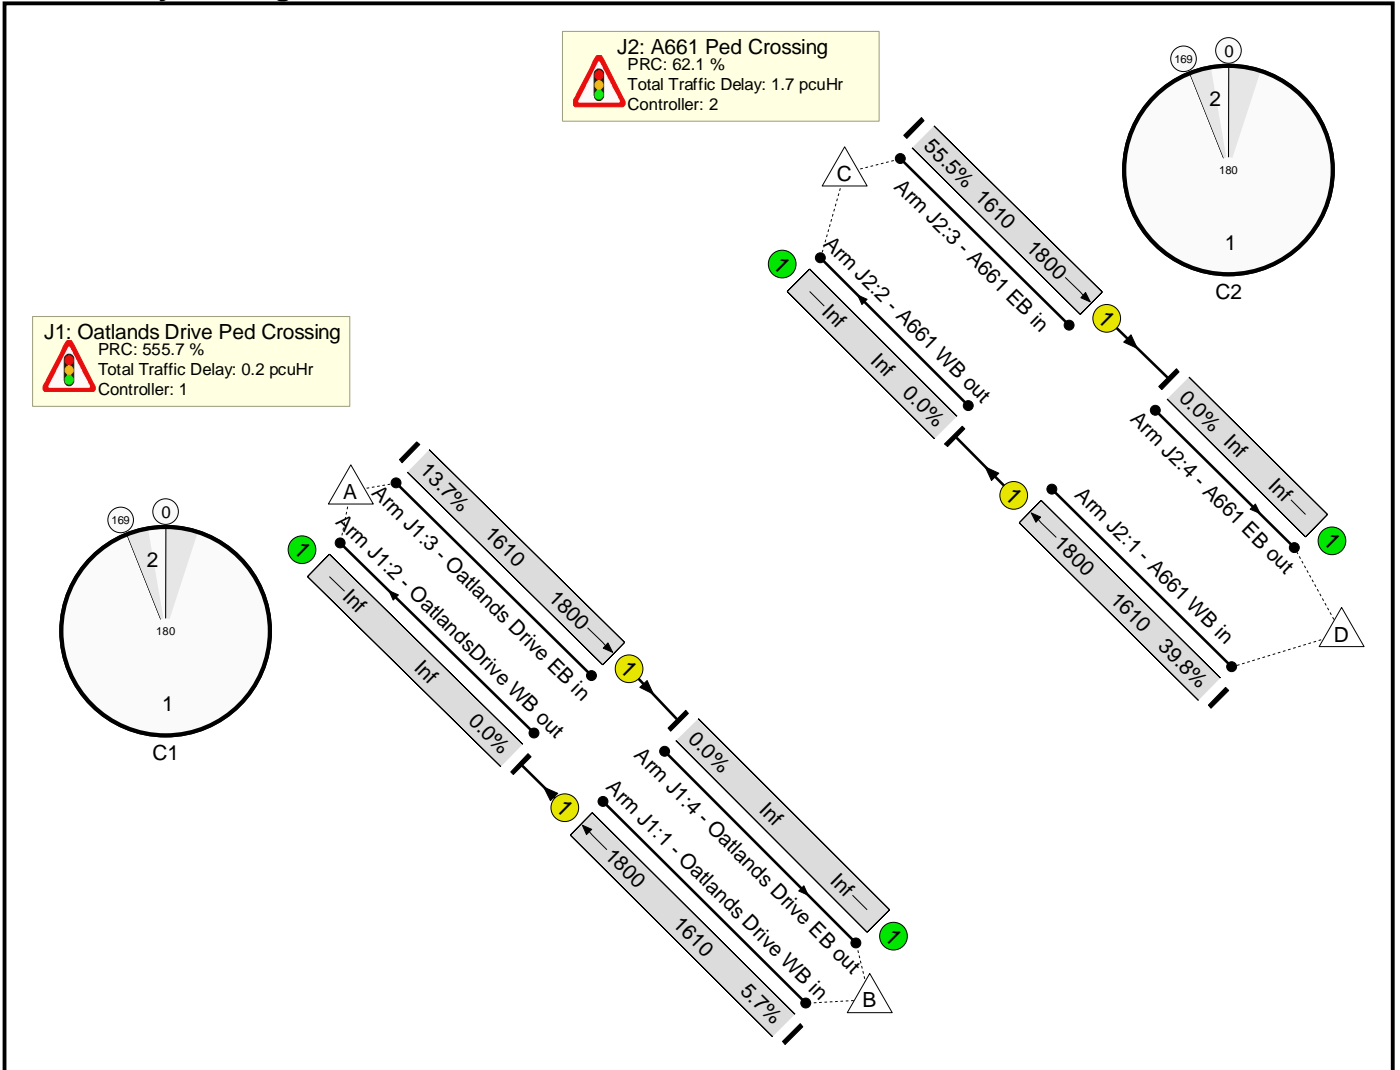 J2: A661 Ped Crossing
PRC: 62.1 %
Total Traffic Delay: 1.7 pcuHr
Controller: 2
169
0
2
180
1
C2
C
55.5% 1610 1800
Arm J2:3 - A661 EB in
1
Arm J2:2 - A661 WB out
1
Inf Inf 0.0%
0.0% Inf Inf
Arm J2:4 - A661 EB out
1
1
Arm J2:1 - A661 WB in
1800 1610 39.8%
D
J1: Oatlands Drive Ped Crossing
PRC: 555.7 %
Total Traffic Delay: 0.2 pcuHr
Controller: 1
169
0
2
180
1
C1
A
13.7% 1610 1800
Arm J1:3 - Oatlands Drive EB in
1
Arm J1:2 - OatlandsDrive WB out
1
Inf Inf 0.0%
0.0% Inf Inf
Arm J1:4 - Oatlands Drive EB out
1
1
Arm J1:1 - Oatlands Drive WB in
1800 1610 5.7%
B